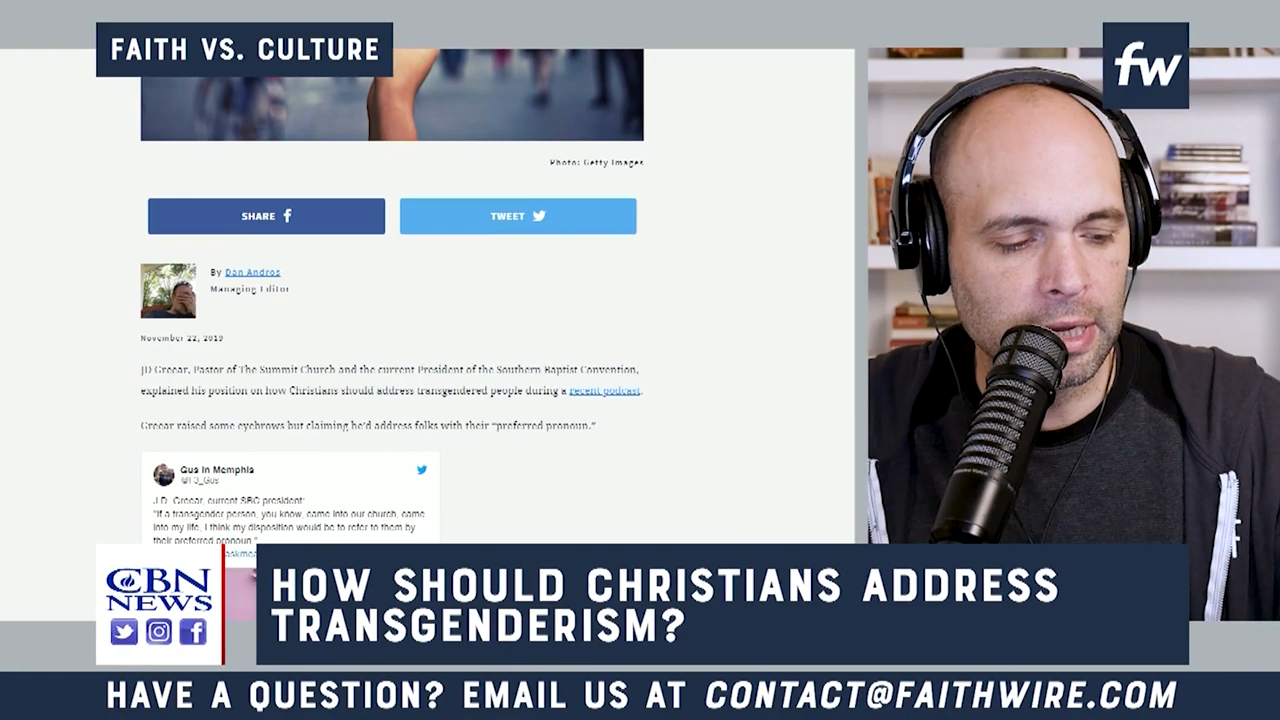 FAITH VS. CULTURE
fw
Photo: Getty Images
SHARE f
TWEET
By Dan Andros
Managing Editor
November 22, 2019
JD Greear, Pastor of The Summit Church and the current President of the Southern Baptist Convention,
explained his position on how Christians should address transgendered people during a recent podcast.
Greear raised some eyebrows but claiming he'd address folks with their "preferred pronoun."
Gus in Memphis
@F3_Gus
J.D. Greear, current SBC president:
"If a transgender person, you know, came into our church, came
into my life, I think my disposition would be to refer to them by
their preferred pronoun."
CBN
NEWS
HOW SHOULD CHRISTIANS ADDRESS
TRANSGENDERISM?
HAVE A QUESTION? EMAIL US AT CONTACT@FAITHWIRE.COM